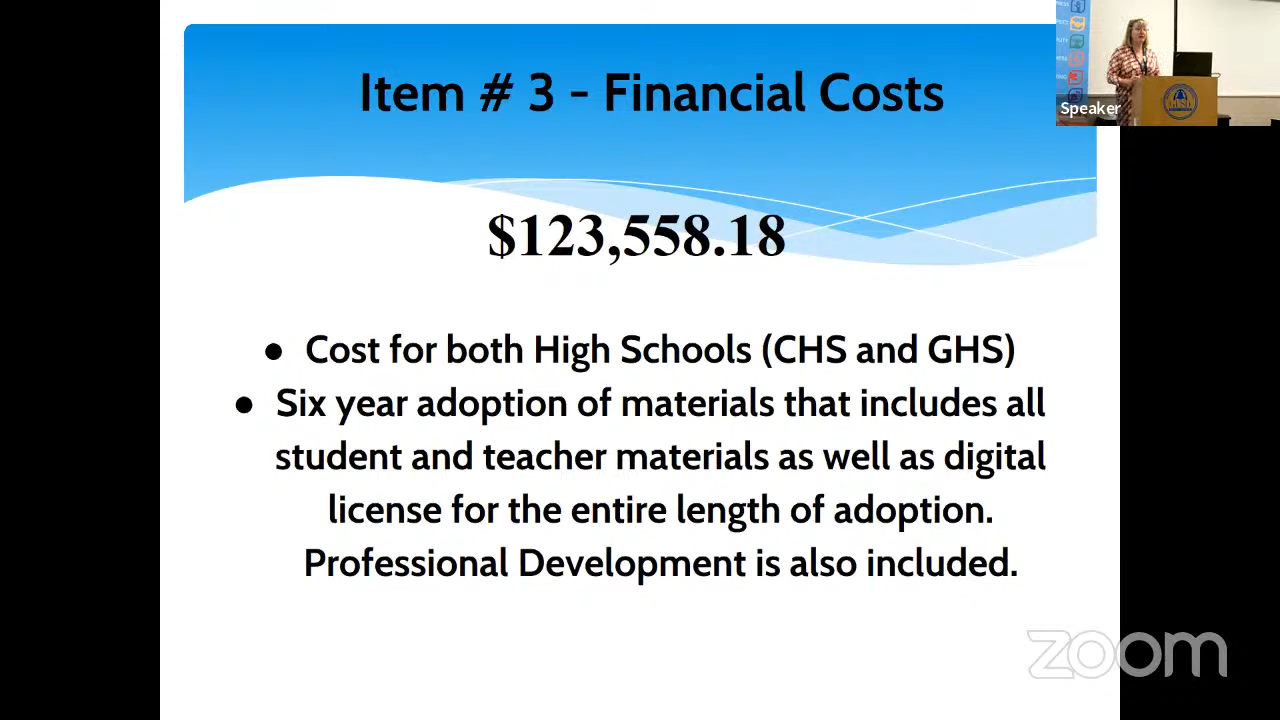 Item # 3 - Financial Costs
Speaker
$123,558.18
● Cost for both High Schools (CHS and GHS)
● Six year adoption of materials that includes all
student and teacher materials as well as digital
license for the entire length of adoption.
Professional Development is also included.
zoom